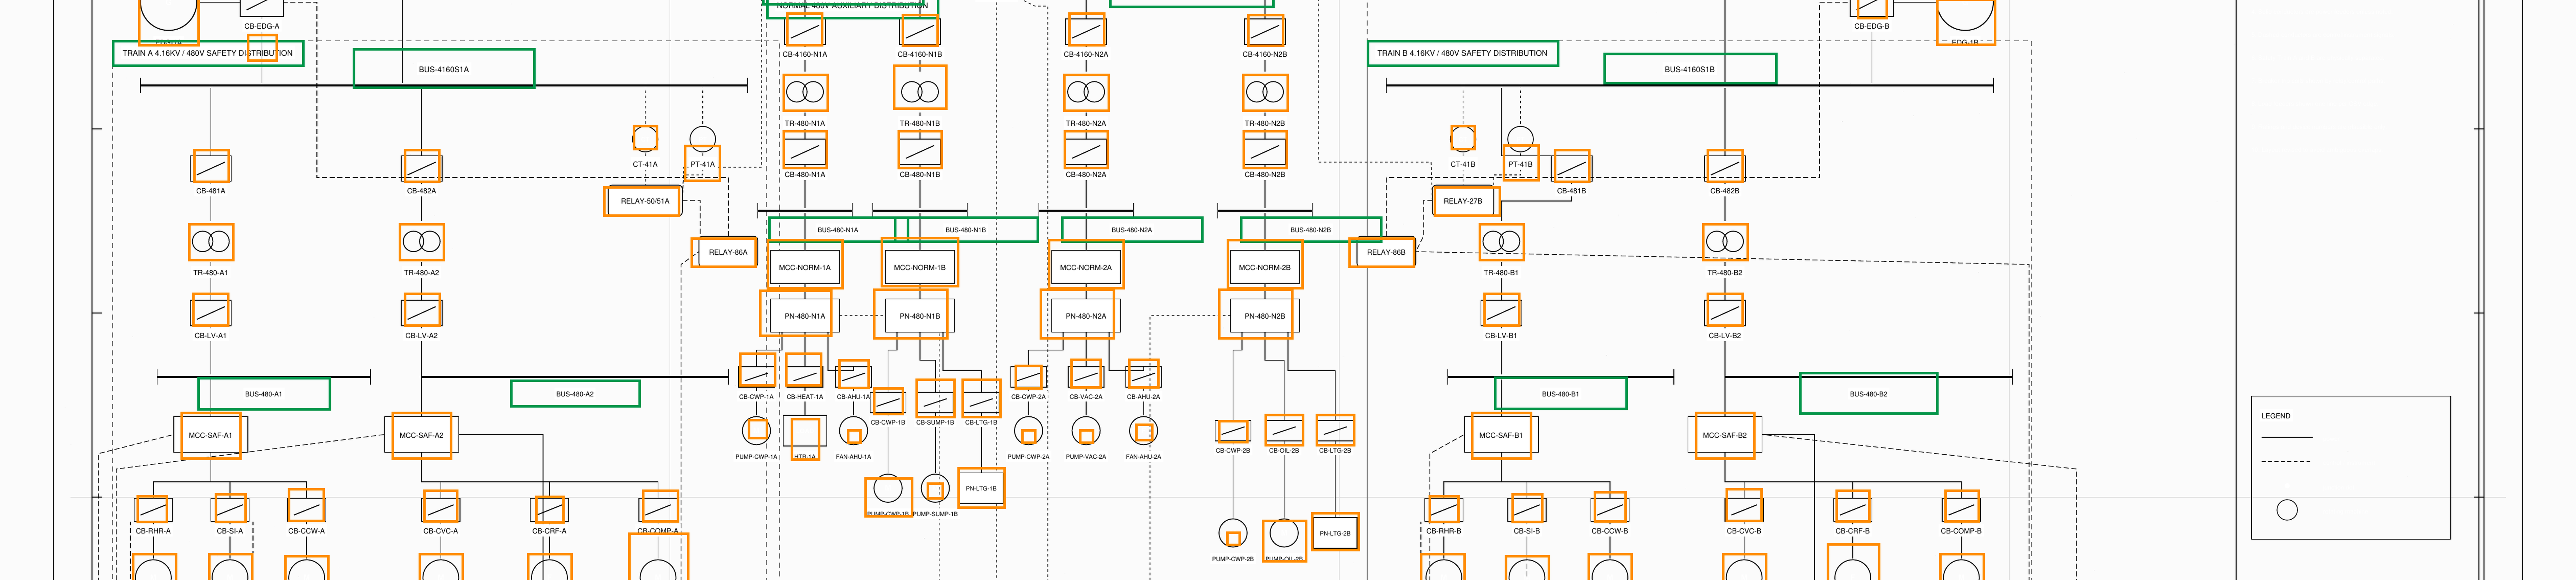 NORMAL 480V AUXILIARY DISTRIBUTION
CB-EDG-A
CB-EDG-B
EDG-1B
TRAIN A 4.16KV / 480V SAFETY DISTRIBUTION
CB-4160-N1A
CB-4160-N1B
CB-4160-N2A
CB-4160-N2B
TRAIN B 4.16KV / 480V SAFETY DISTRIBUTION
BUS-4160S1A
BUS-4160S1B
TR-480-N1A
TR-480-N1B
TR-480-N2A
TR-480-N2B
CT-41A
PT-41A
CT-41B
PT-41B
CB-480-N1A
CB-480-N1B
CB-480-N2A
CB-480-N2B
CB-481A
CB-482A
CB-481B
CB-482B
RELAY-50/51A
RELAY-27B
BUS-480-N1A
BUS-480-N1B
BUS-480-N2A
BUS-480-N2B
RELAY-86A
RELAY-86B
MCC-NORM-1A
MCC-NORM-1B
MCC-NORM-2A
MCC-NORM-2B
TR-480-A1
TR-480-A2
TR-480-B1
TR-480-B2
PN-480-N1A
PN-480-N1B
PN-480-N2A
PN-480-N2B
CB-LV-A1
CB-LV-A2
CB-LV-B1
CB-LV-B2
BUS-480-A1
BUS-480-A2
CB-CWP-1A
CB-HEAT-1A
CB-AHU-1A
CB-CWP-2A
CB-VAC-2A
CB-AHU-2A
BUS-480-B1
BUS-480-B2
LEGEND
CB-CWP-1B
CB-SUMP-1B
CB-LTG-1B
MCC-SAF-A1
MCC-SAF-A2
MCC-SAF-B1
MCC-SAF-B2
CB-CWP-2B
CB-OIL-2B
CB-LTG-2B
PUMP-CWP-1A
HTR-1A
FAN-AHU-1A
PUMP-CWP-2A
PUMP-VAC-2A
FAN-AHU-2A
PN-LTG-1B
PUMP-CWP-1B
PUMP-SUMP-1B
CB-RHR-A
CB-SI-A
CB-CCW-A
CB-CVC-A
CB-CRF-A
CB-COMP-A
PN-LTG-2B
CB-RHR-B
CB-SI-B
CB-CCW-B
CB-CVC-B
CB-CRF-B
CB-COMP-B
PUMP-CWP-2B
PUMP-OIL-2B